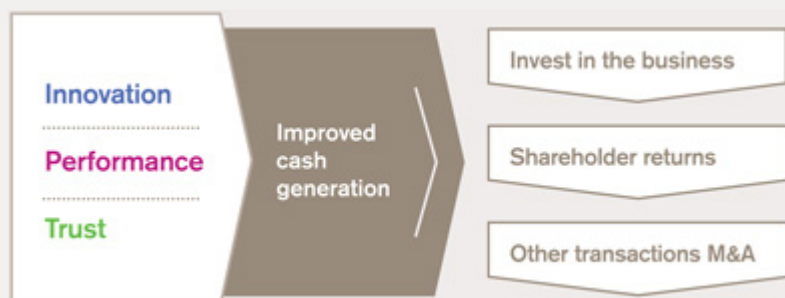 Innovation
Performance
Trust
Improved
cash
generation
Invest in the business
Shareholder returns
Other transactions M&A